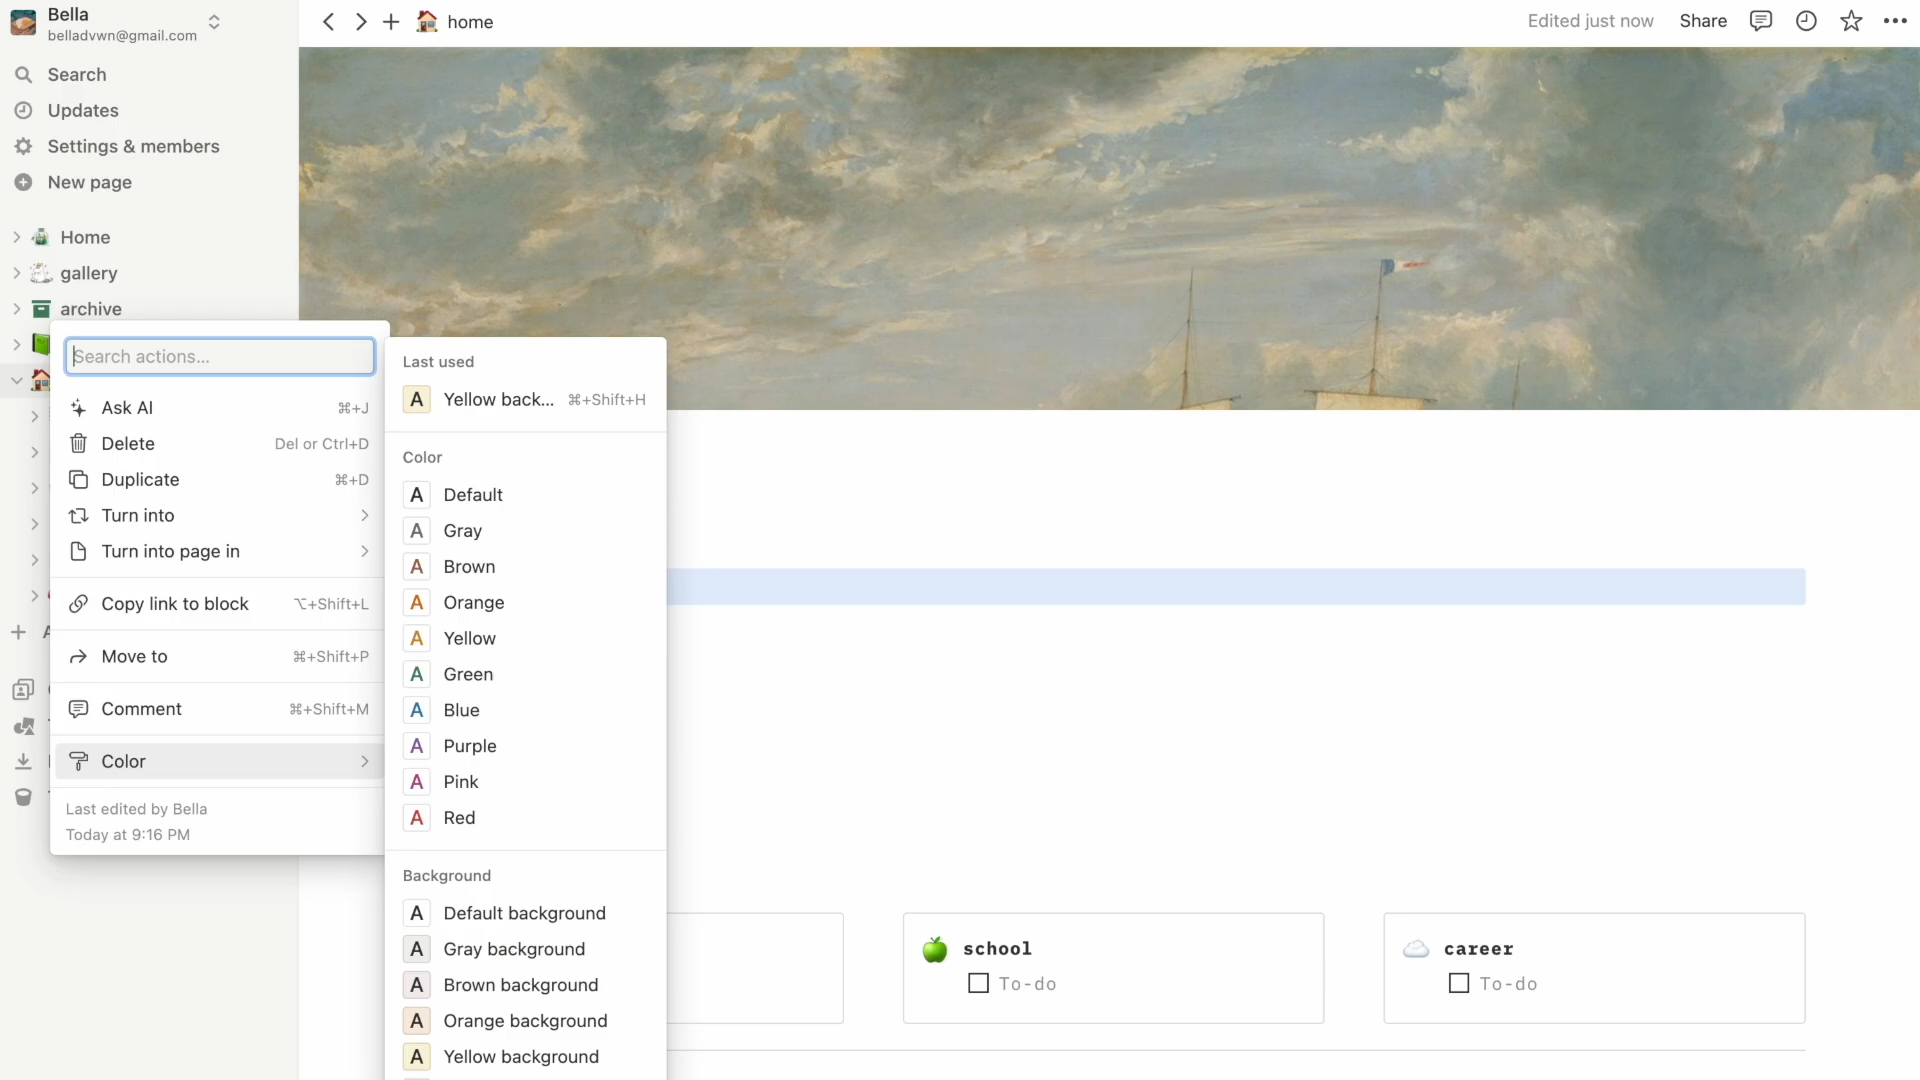 Bella
belladvwn@gmail.com
Search
Updates
Settings & members
New page
Home
gallery
archive
home
Edited just now
Share
Search actions...
Ask AI ⌘+J
Delete Del or Ctrl+D
Duplicate ⌘+D
Turn into
Turn into page in
Copy link to block ⌥+Shift+L
Move to ⌘+Shift+P
Comment ⌘+Shift+M
Color
Last edited by Bella
Today at 9:16 PM
Last used
A Yellow back... ⌘+Shift+H
Color
A Default
A Gray
A Brown
A Orange
A Yellow
A Green
A Blue
A Purple
A Pink
A Red
Background
A Default background
A Gray background
A Brown background
A Orange background
A Yellow background
school
To-do
career
To-do